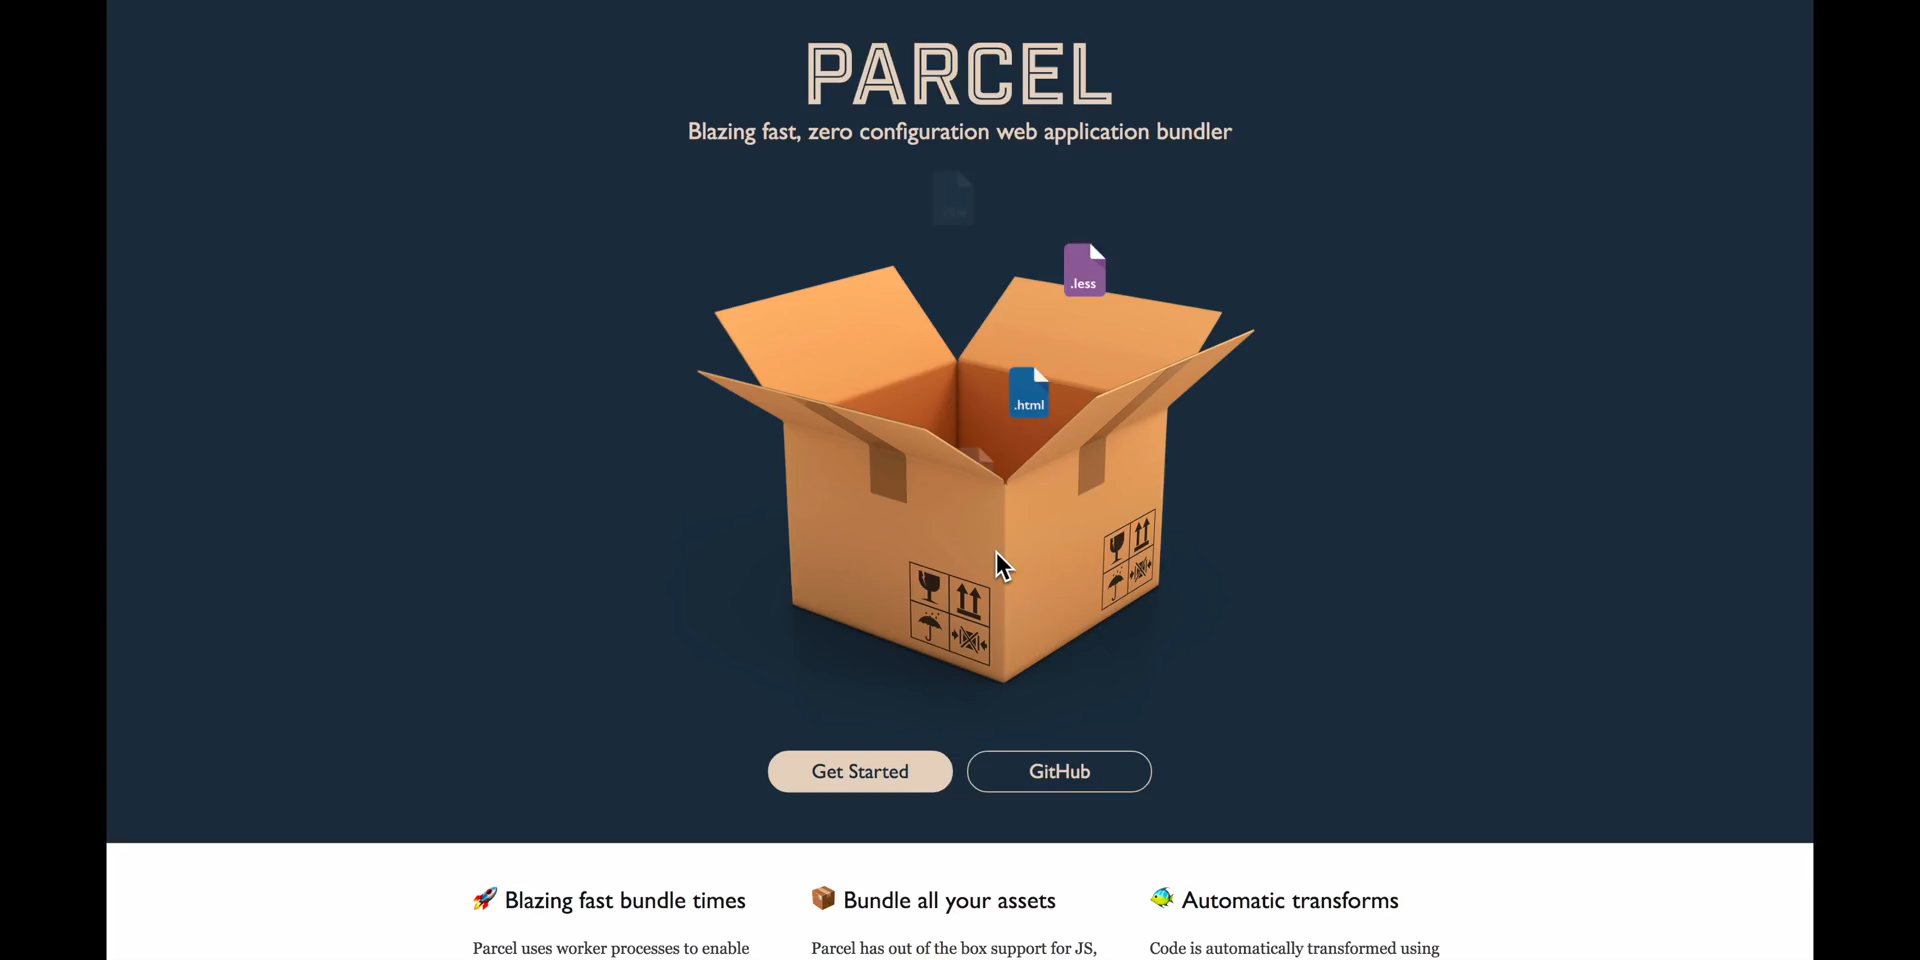 PARCEL
Blazing fast, zero configuration web application bundler
.less
.html
Get Started
GitHub
Blazing fast bundle times
Bundle all your assets
Automatic transforms
Parcel uses worker processes to enable
Parcel has out of the box support for JS,
Code is automatically transformed using